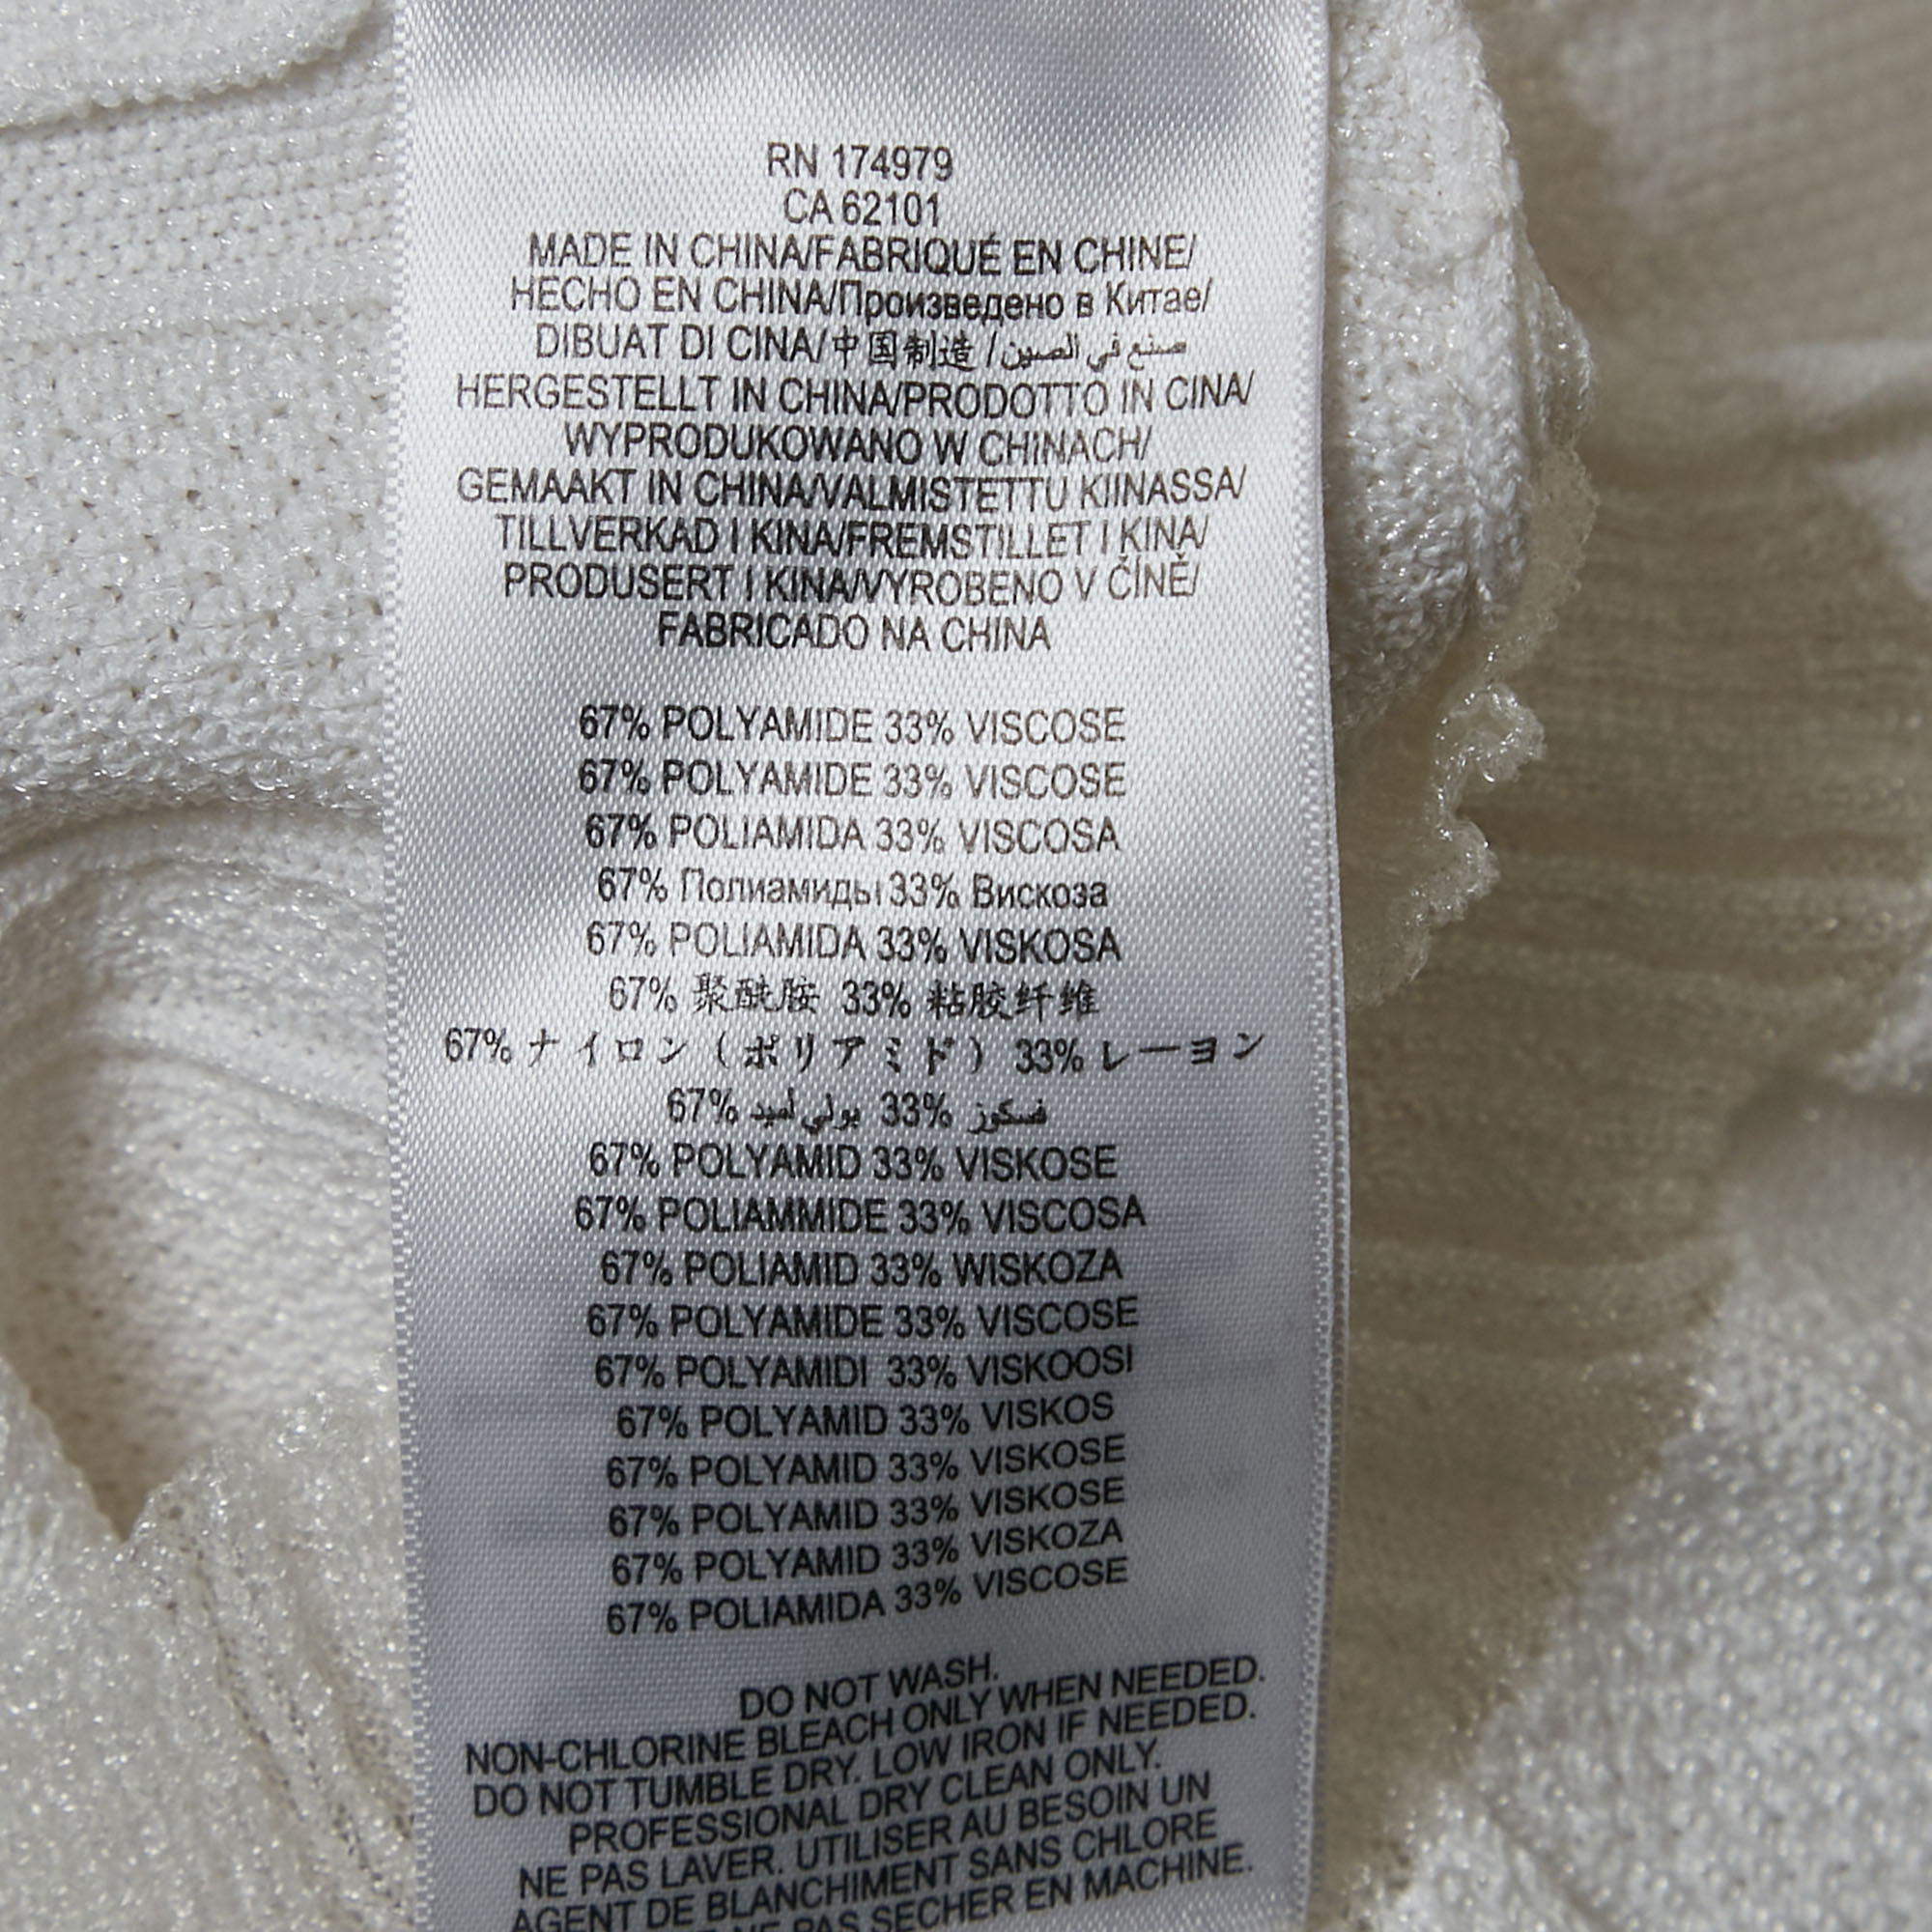 RN 174979
CA 62101
MADE IN CHINA/FABRIQUÉ EN CHINE/
HECHO EN CHINA/Произведено в Китае/
DIBUAT DI CINA/中国制造 /صنع في الصين
HERGESTELLT IN CHINA/PRODOTTO IN CINA/
WYPRODUKOWANO W CHINACH/
GEMAAKT IN CHINA/VALMISTETTU KIINASSA/
TILLVERKAD I KINA/FREMSTILLET I KINA/
PRODUSERT I KINA/VYROBENO V ČÍNĚ/
FABRICADO NA CHINA
67% POLYAMIDE 33% VISCOSE
67% POLYAMIDE 33% VISCOSE
67% POLIAMIDA 33% VISCOSA
67% Полиамиды 33% Вискоза
67% POLIAMIDA 33% VISKOSA
67% 聚酰胺 33% 粘胶纤维
67% ナイロン（ポリアミド）33% レーヨン
67% بولي 33% فسكوز
67% POLYAMID 33% VISKOSE
67% POLIAMMIDE 33% VISCOSA
67% POLIAMID 33% WISKOZA
67% POLYAMIDE 33% VISCOSE
67% POLYAMIDI 33% VISKOOSI
67% POLYAMID 33% VISKOS
67% POLYAMID 33% VISKOSE
67% POLYAMID 33% VISKOSE
67% POLYAMID 33% VISKOZA
67% POLIAMIDA 33% VISCOSE
DO NOT WASH.
NON-CHLORINE BLEACH ONLY WHEN NEEDED.
DO NOT TUMBLE DRY. LOW IRON IF NEEDED.
PROFESSIONAL DRY CLEAN ONLY.
NE PAS LAVER. UTILISER AU BESOIN UN
AGENT DE BLANCHIMENT SANS CHLORE
NE PAS SECHER EN MACHINE.